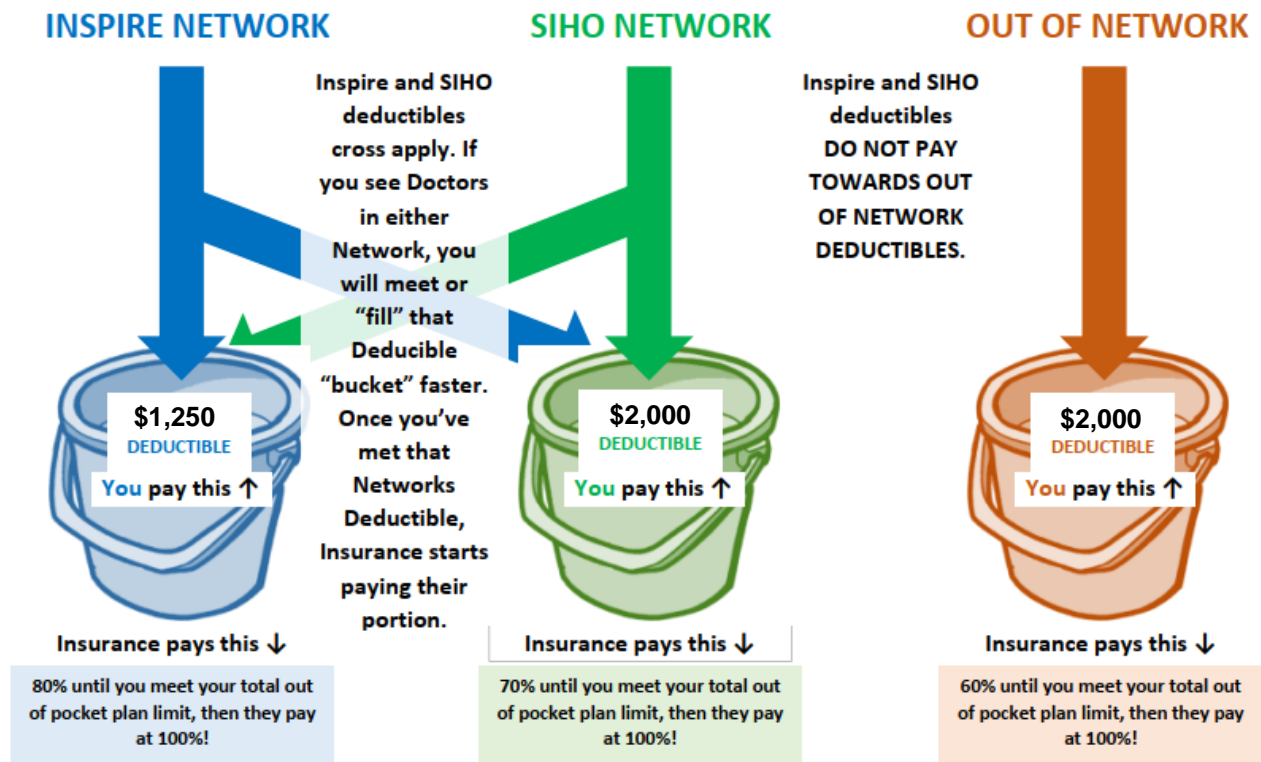 INSPIRE NETWORK
SIHO NETWORK
OUT OF NETWORK
Inspire and SIHO
deductibles
cross apply. If
you see Doctors
in either
Network, you
will meet or
“fill” that
Deducible
“bucket” faster.
Once you’ve
met that
Networks
Deductible,
Insurance starts
paying their
portion.
Inspire and SIHO
deductibles
DO NOT PAY
TOWARDS OUT
OF NETWORK
DEDUCTIBLES.
$1,250
DEDUCTIBLE
You pay this ↑
$2,000
DEDUCTIBLE
You pay this ↑
$2,000
DEDUCTIBLE
You pay this ↑
Insurance pays this ↓
80% until you meet your total out
of pocket plan limit, then they pay
at 100%!
Insurance pays this ↓
70% until you meet your total out
of pocket plan limit, then they pay
at 100%!
Insurance pays this ↓
60% until you meet your total out
of pocket plan limit, then they pay
at 100%!